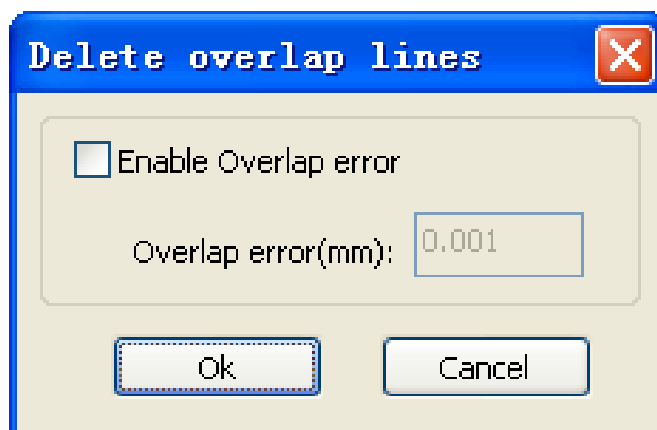 Delete overlap lines
Enable Overlap error
Overlap error(mm): 0.001
Ok Cancel